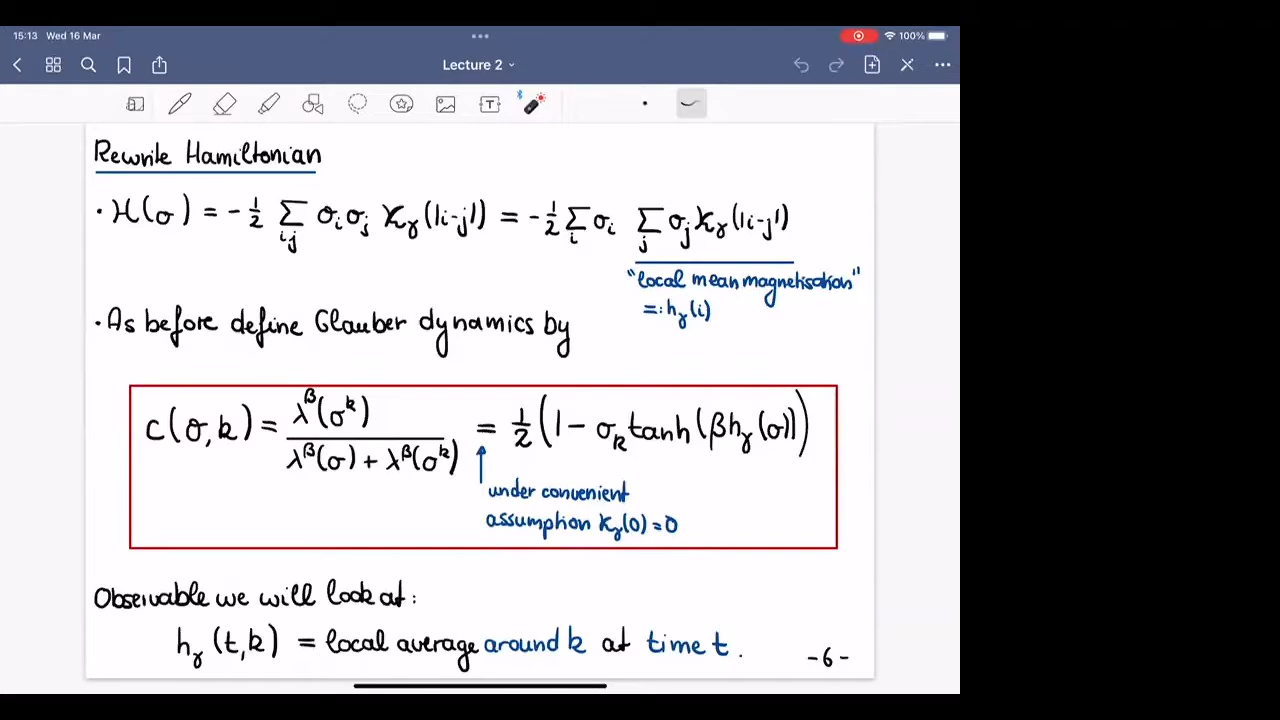 15:13 Wed 16 Mar
100%
Lecture 2
Rewrite Hamiltonian
· H(σ) = -½ Σ_{ij} σ_i σ_j K_γ(|i-j|) = -½ Σ_i σ_i Σ_j σ_j K_γ(|i-j|)
"local mean magnetisation"
=: h_γ(i)
· As before define Glauber dynamics by
c(σ,k) = λ^β(σ^k) / (λ^β(σ) + λ^β(σ^k)) = ½(1 - σ_k tanh(βh_γ(σ)))
under convenient
assumption K_γ(0) = 0
Observable we will look at:
h_γ(t,k) = local average around k at time t.
-6-